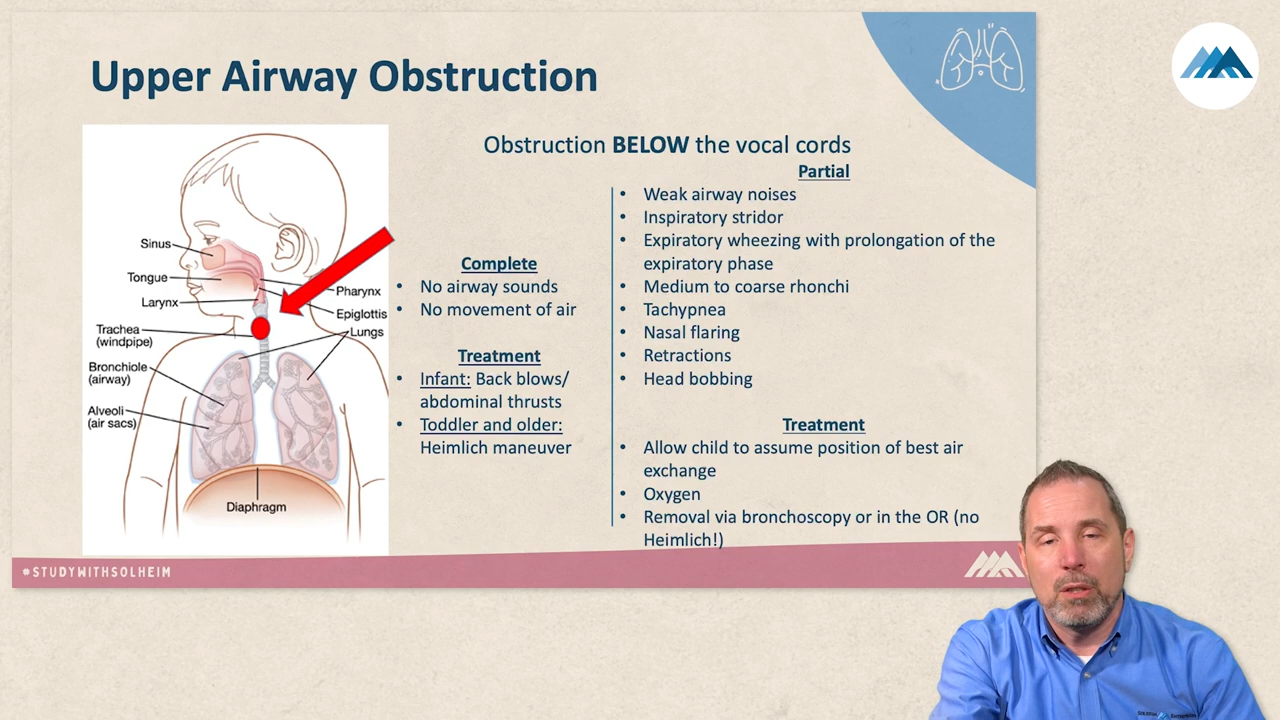 Upper Airway Obstruction
Obstruction BELOW the vocal cords
Sinus
Tongue
Larynx
Trachea
(windpipe)
Bronchiole
(airway)
Alveoli
(air sacs)
Pharynx
Epiglottis
Lungs
Diaphragm
Complete
• No airway sounds
• No movement of air
Treatment
• Infant: Back blows/
abdominal thrusts
• Toddler and older:
Heimlich maneuver
Partial
• Weak airway noises
• Inspiratory stridor
• Expiratory wheezing with prolongation of the
expiratory phase
• Medium to coarse rhonchi
• Tachypnea
• Nasal flaring
• Retractions
• Head bobbing
Treatment
• Allow child to assume position of best air
exchange
• Oxygen
• Removal via bronchoscopy or in the OR (no
Heimlich!)
#STUDYWITHSOLHEIM